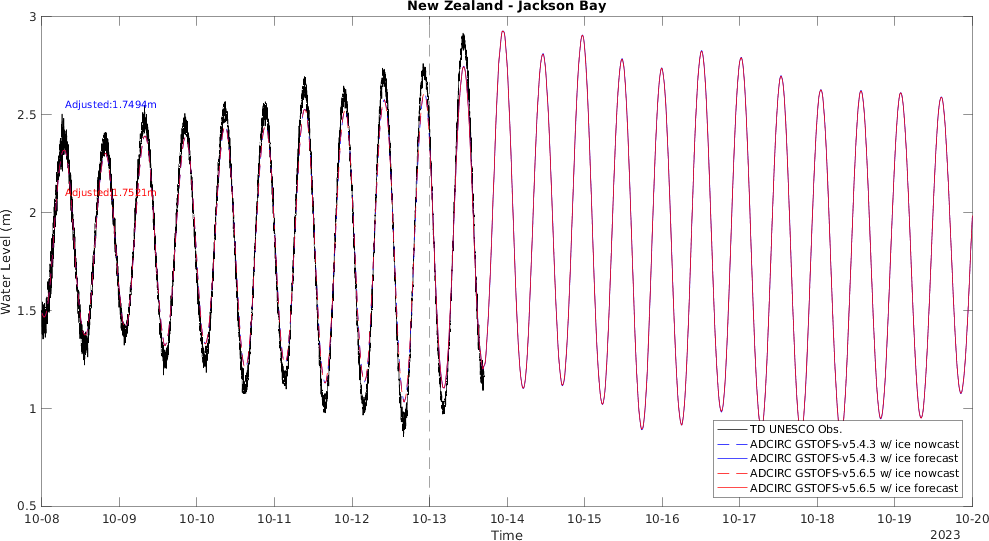 New Zealand - Jackson Bay
Water Level (m)
3
2.5
2
1.5
1
0.5
Adjusted:1.7494m
Adjusted:1.7521m
TD UNESCO Obs.
ADCIRC GSTOFS-v5.4.3 w/ ice nowcast
ADCIRC GSTOFS-v5.4.3 w/ ice forecast
ADCIRC GSTOFS-v5.6.5 w/ ice nowcast
ADCIRC GSTOFS-v5.6.5 w/ ice forecast
10-08 10-09 10-10 10-11 10-12 10-13 10-14 10-15 10-16 10-17 10-18 10-19 10-20
Time
2023